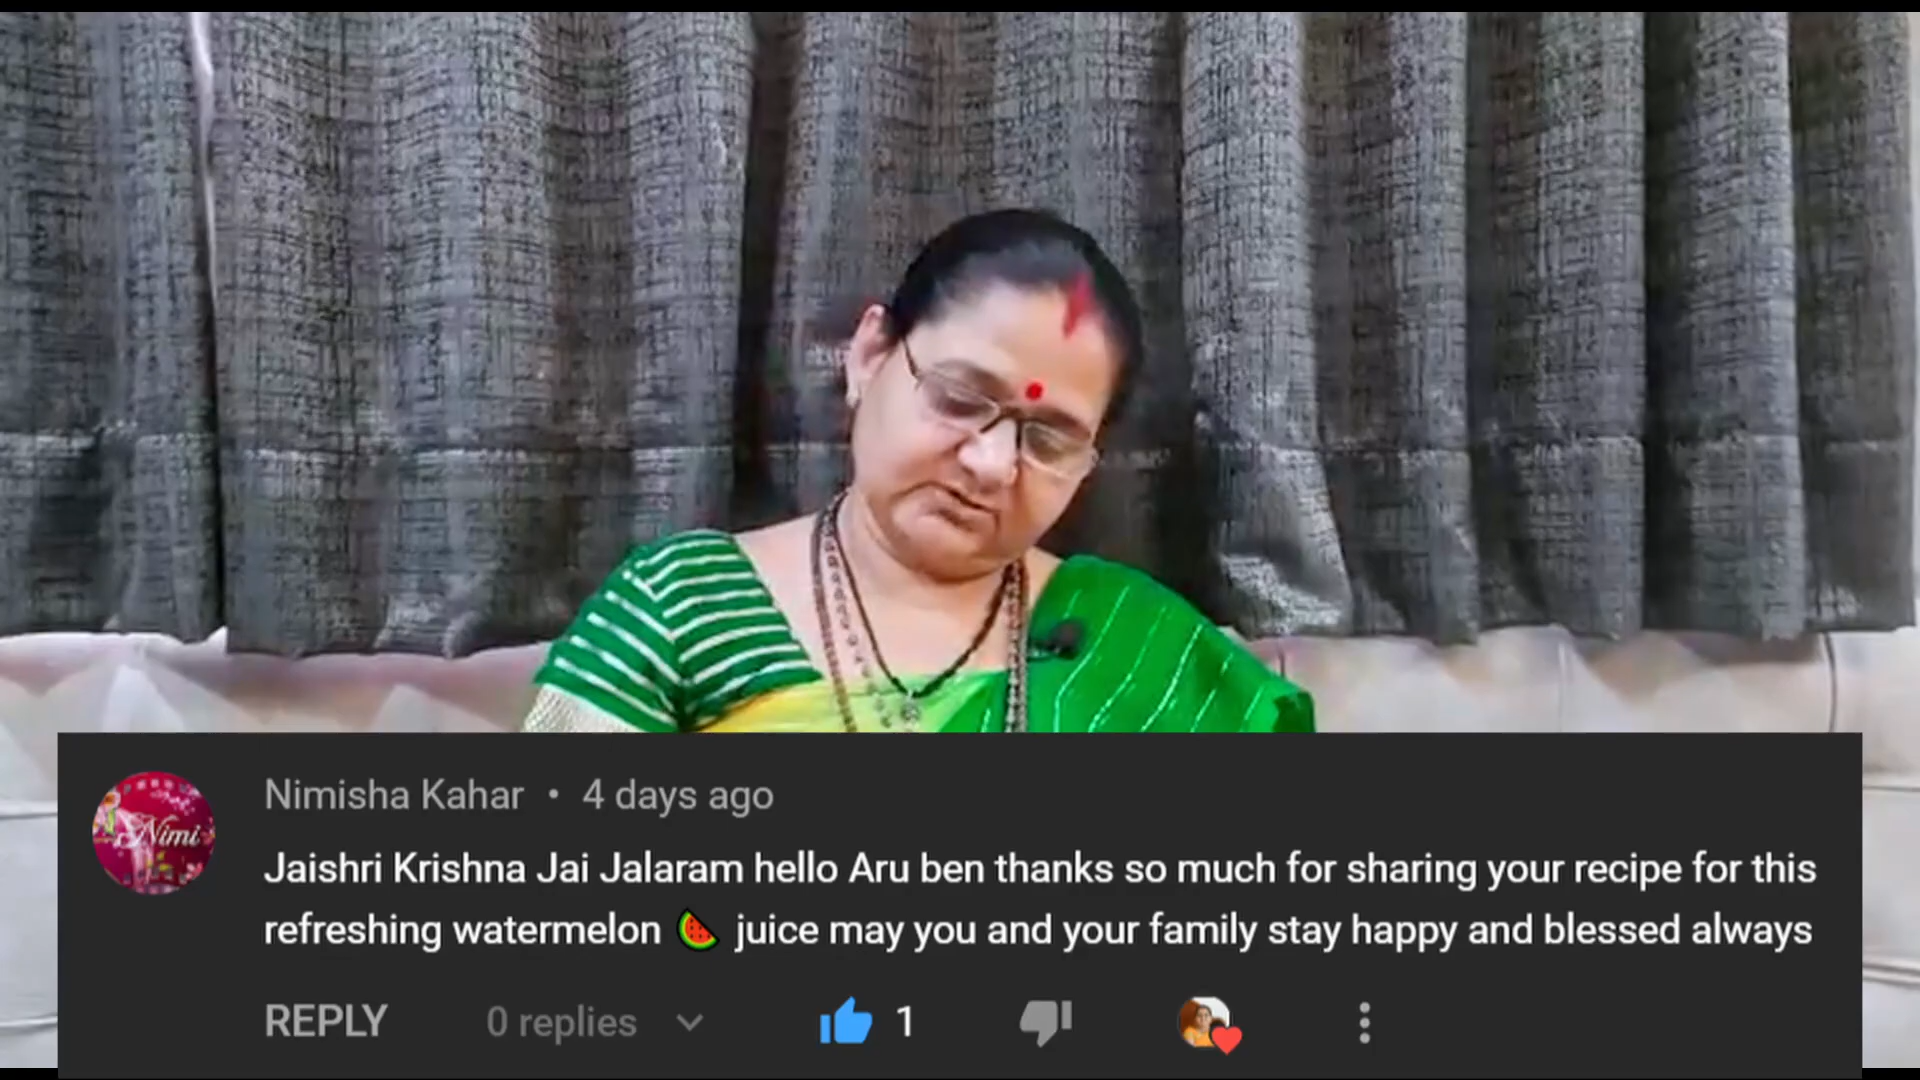 Nimi
Nimisha Kahar • 4 days ago
Jaishri Krishna Jai Jalaram hello Aru ben thanks so much for sharing your recipe for this
refreshing watermelon 🍉 juice may you and your family stay happy and blessed always
REPLY 0 replies 1